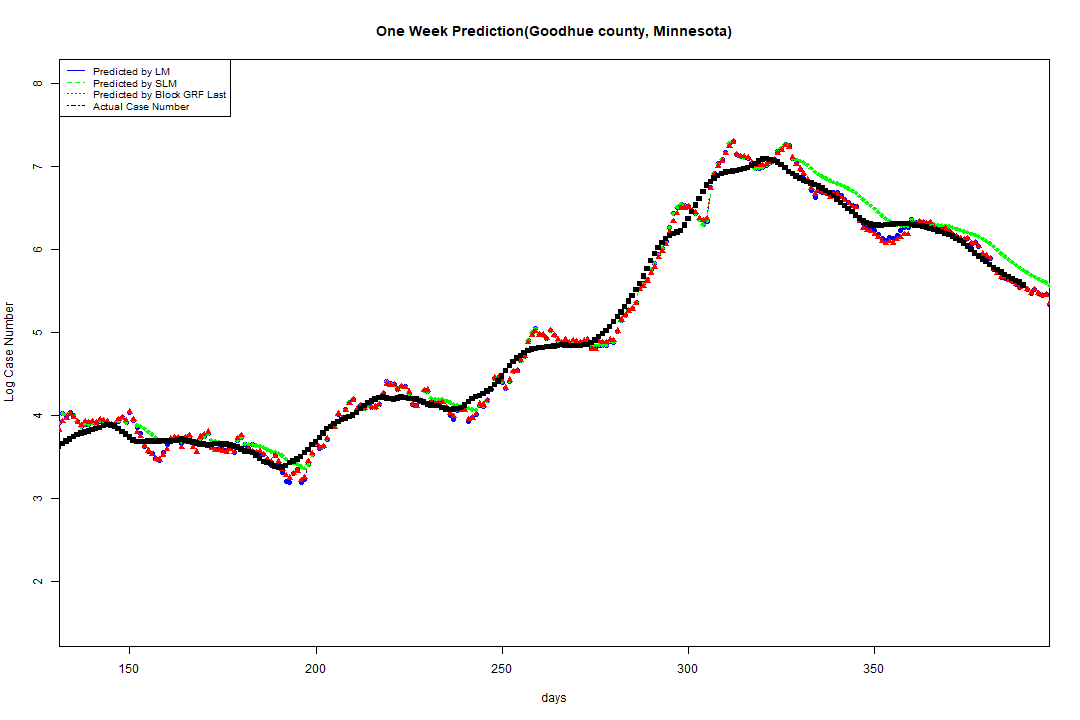 One Week Prediction(Goodhue county, Minnesota)
Predicted by LM
Predicted by SLM
Predicted by Block GRF Last
Actual Case Number
8
7
6
5
4
3
2
Log Case Number
150 200 250 300 350
days